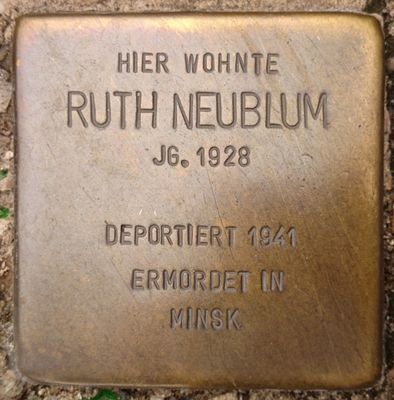 HIER WOHNTE
RUTH NEUBLUM
JG. 1928
DEPORTIERT 1941
ERMORDET IN
MINSK